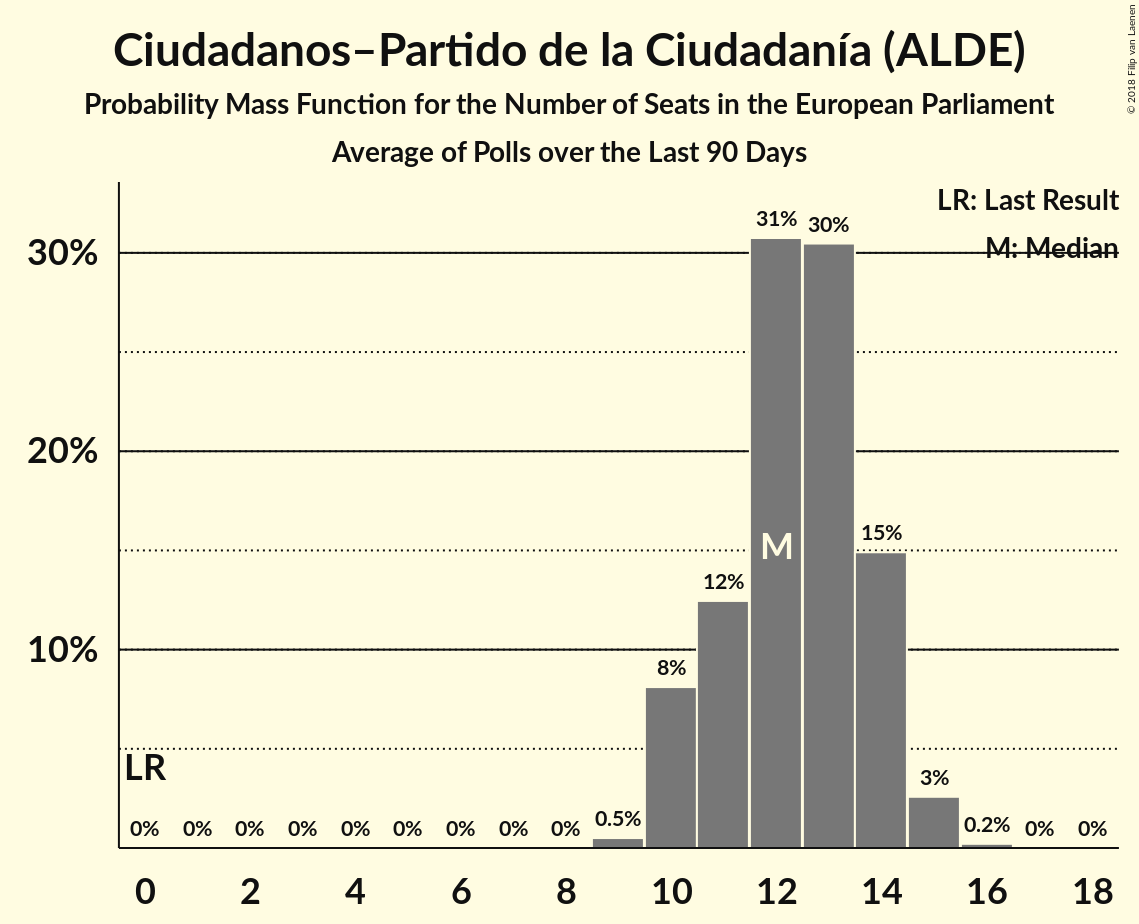 Ciudadanos–Partido de la Ciudadanía (ALDE)
Probability Mass Function for the Number of Seats in the European Parliament
Average of Polls over the Last 90 Days
© 2018 Filip van Laenen
LR: Last Result
M: Median
30%
20%
10%
31%
30%
15%
12%
8%
3%
0.5%
0.2%
M
LR
0% 0% 0% 0% 0% 0% 0% 0% 0% 0% 0%
0 2 4 6 8 10 12 14 16 18